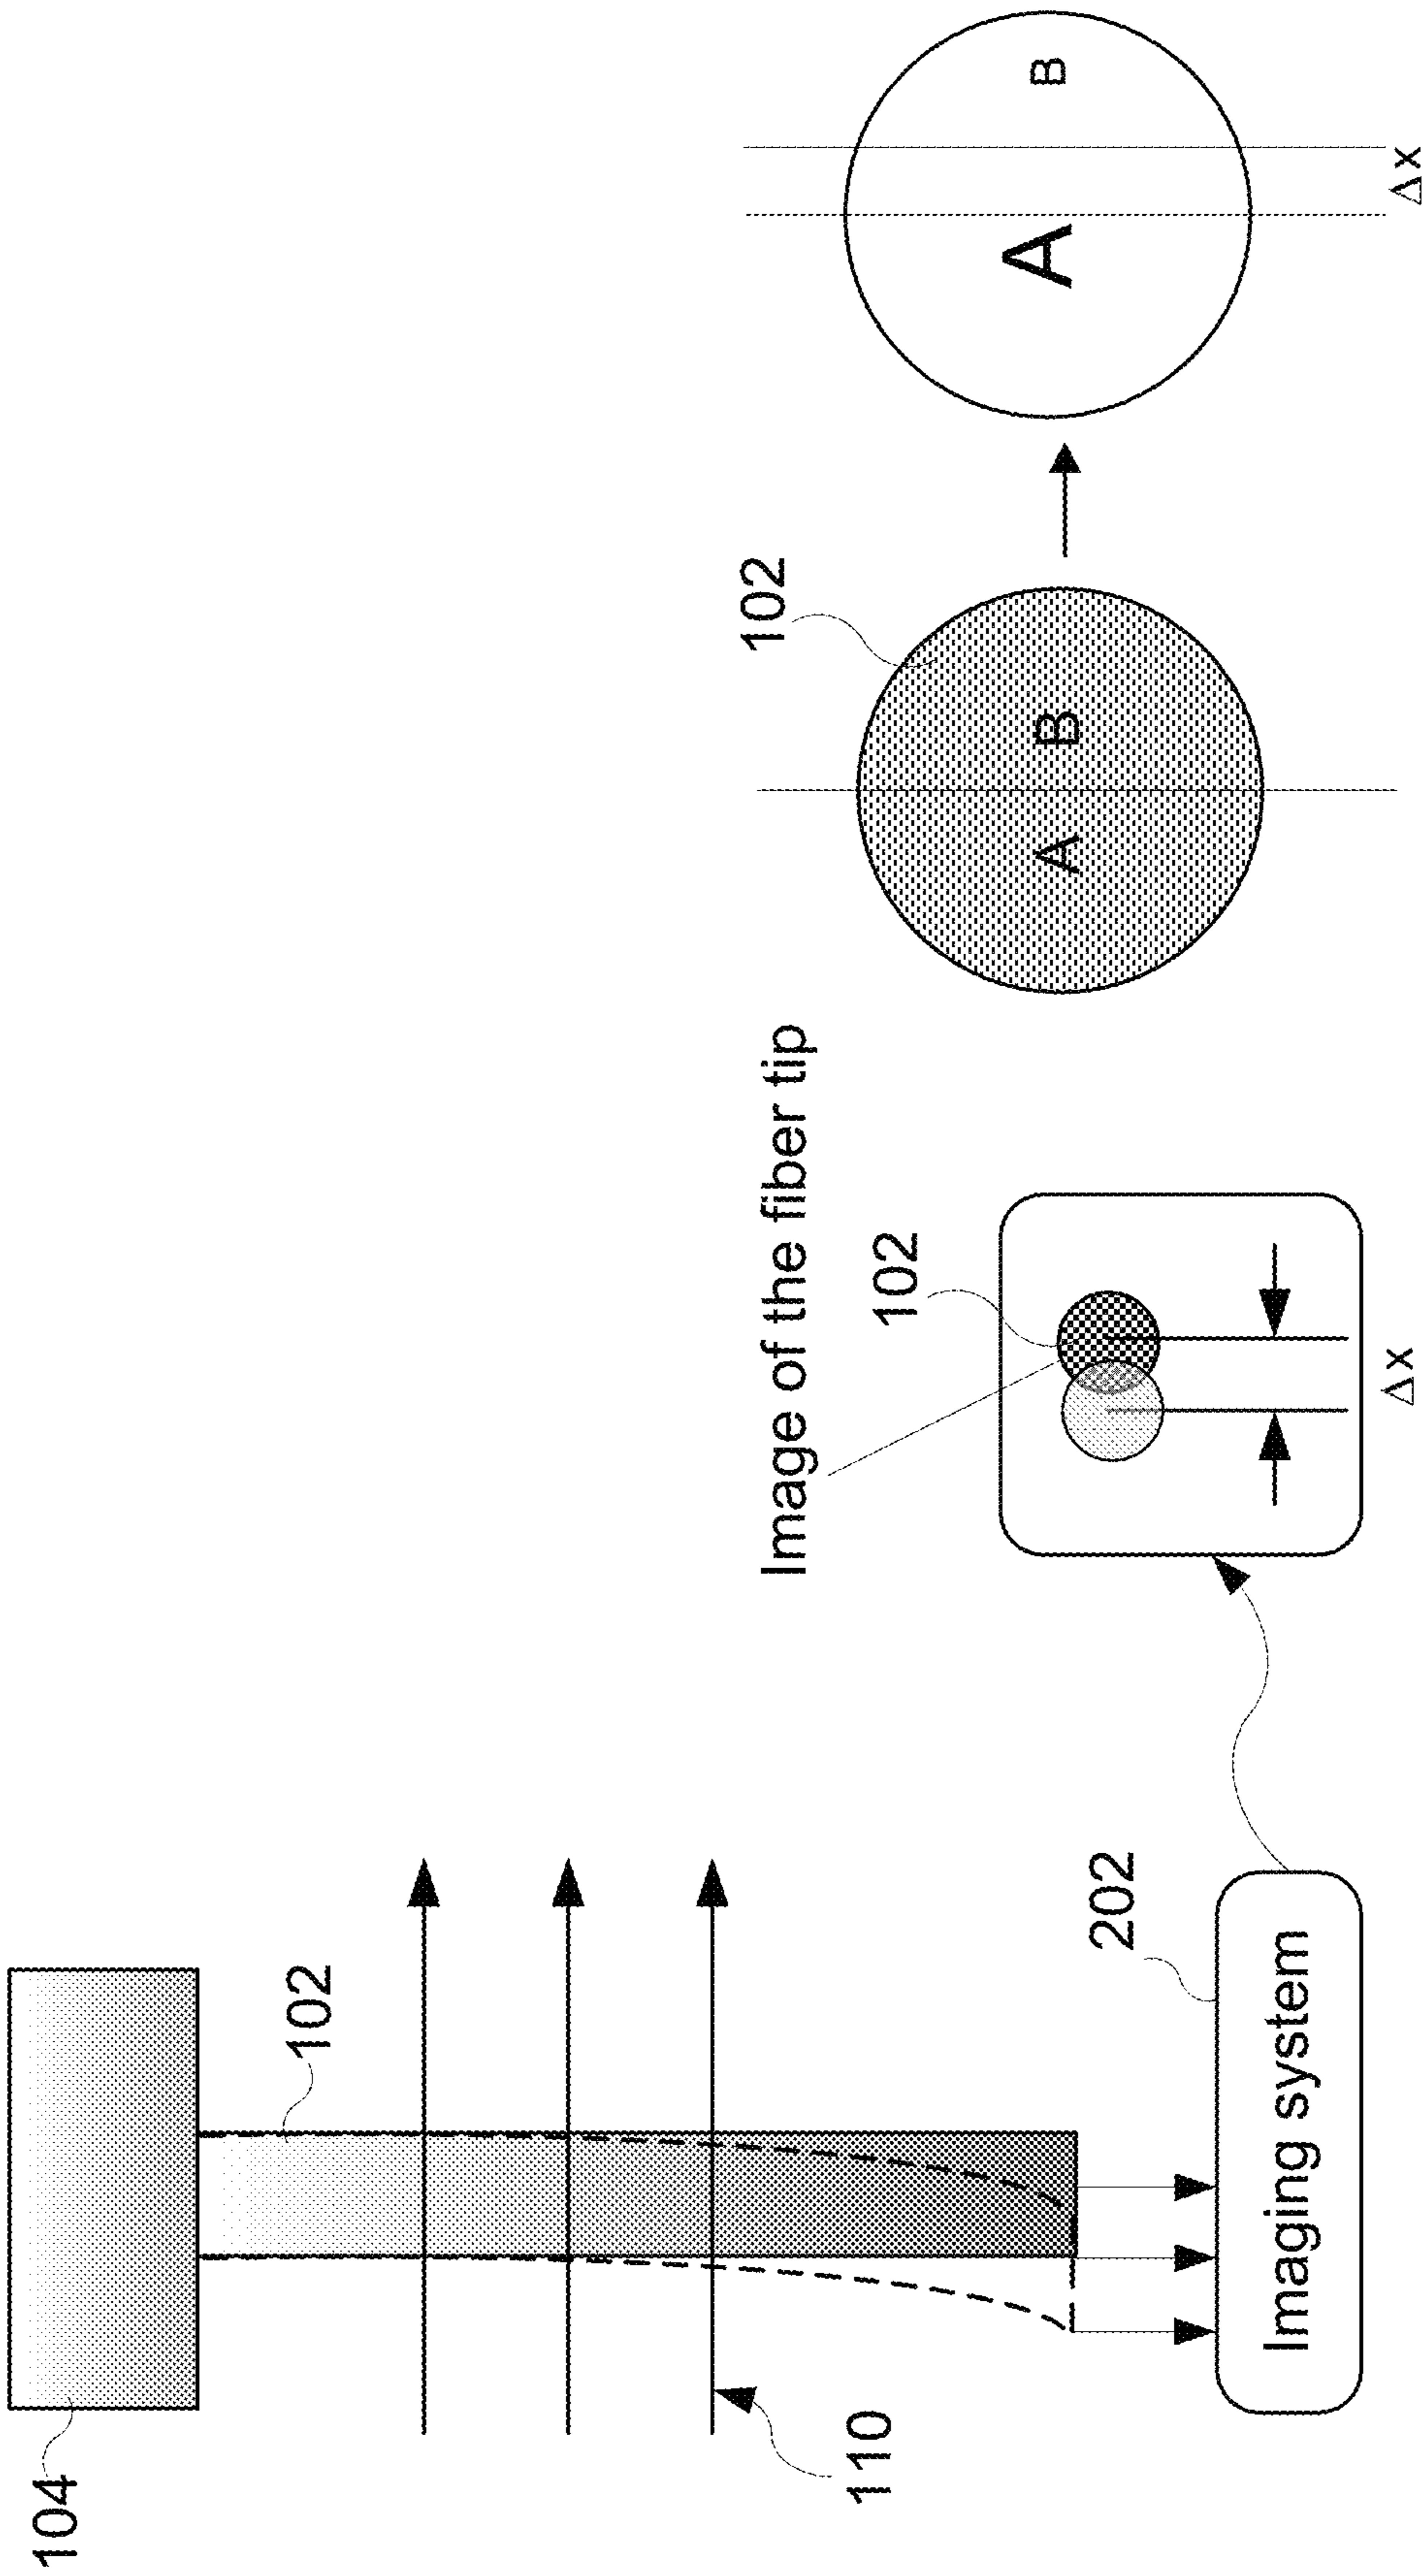 104
102
110
202
Imaging system
Image of the fiber tip
102
Δx
102
A B
A B
Δx